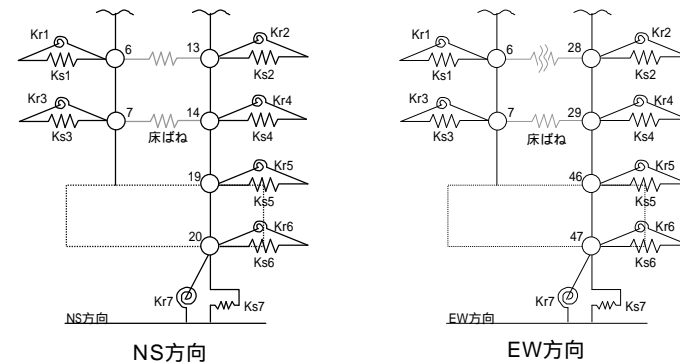 Kr1
6
13
Kr2
Ks1
Ks2
Kr3
7
14
Kr4
Ks3
床ばね
Ks4
19
Kr5
Ks5
20
Kr6
Ks6
Kr7
Ks7
NS方向
NS方向
Kr1
6
28
Kr2
Ks1
Ks2
Kr3
7
29
Kr4
Ks3
床ばね
Ks4
46
Kr5
Ks5
47
Kr6
Ks6
Kr7
Ks7
EW方向
EW方向